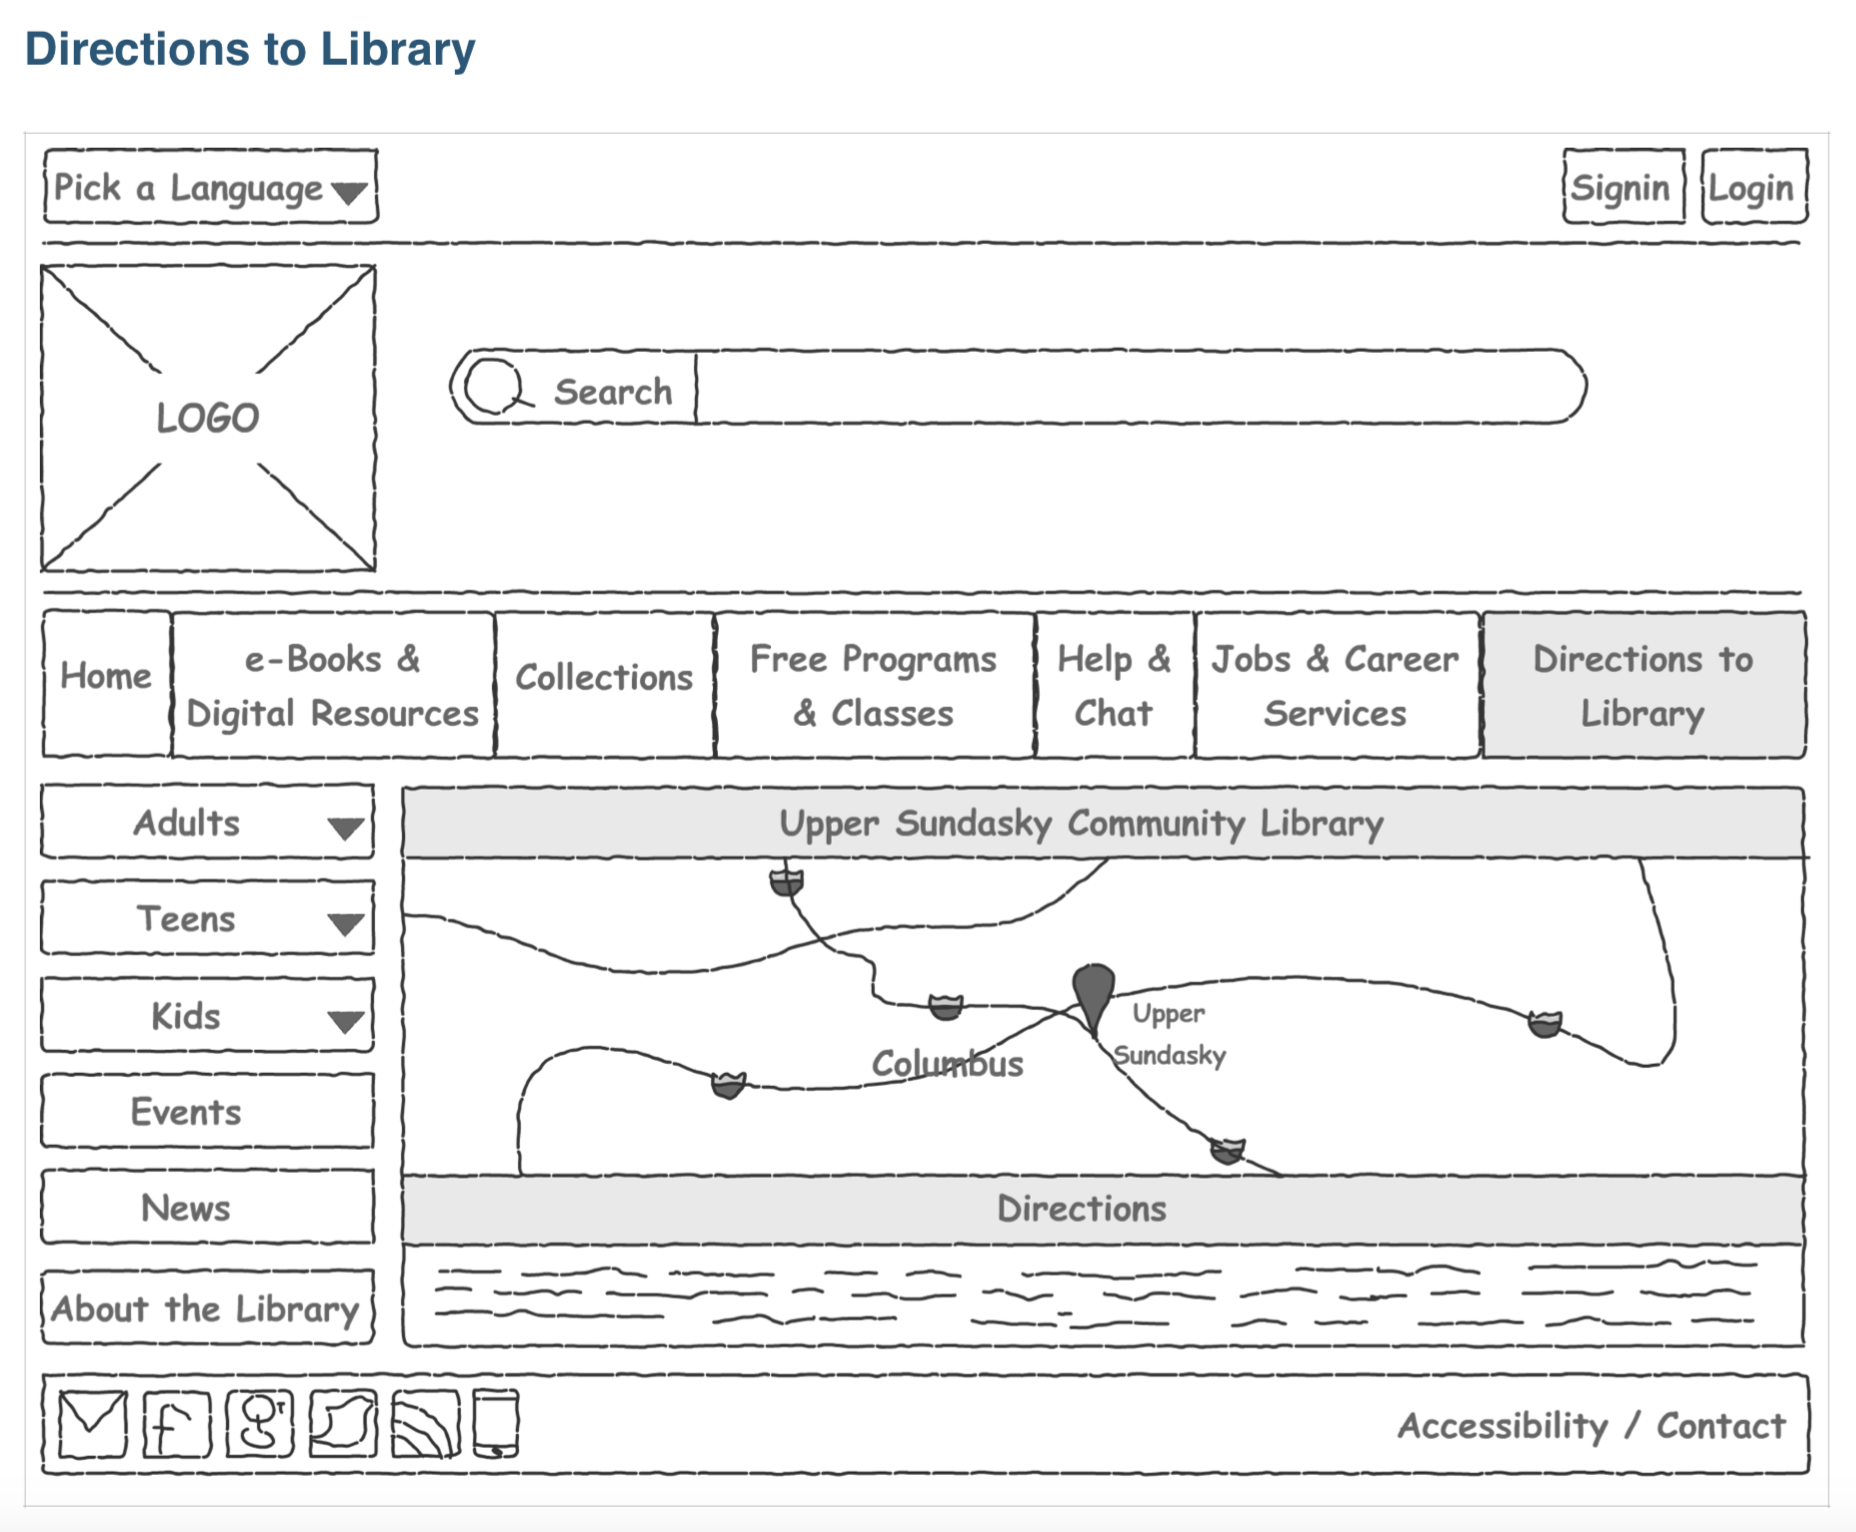 Directions to Library
Pick a Language
Signin
Login
LOGO
Search
Home
e-Books &
Digital Resources
Collections
Free Programs
& Classes
Help &
Chat
Jobs & Career
Services
Directions to
Library
Adults
Teens
Kids
Events
News
About the Library
Upper Sundasky Community Library
Upper
Sundasky
Columbus
Directions
Accessibility / Contact